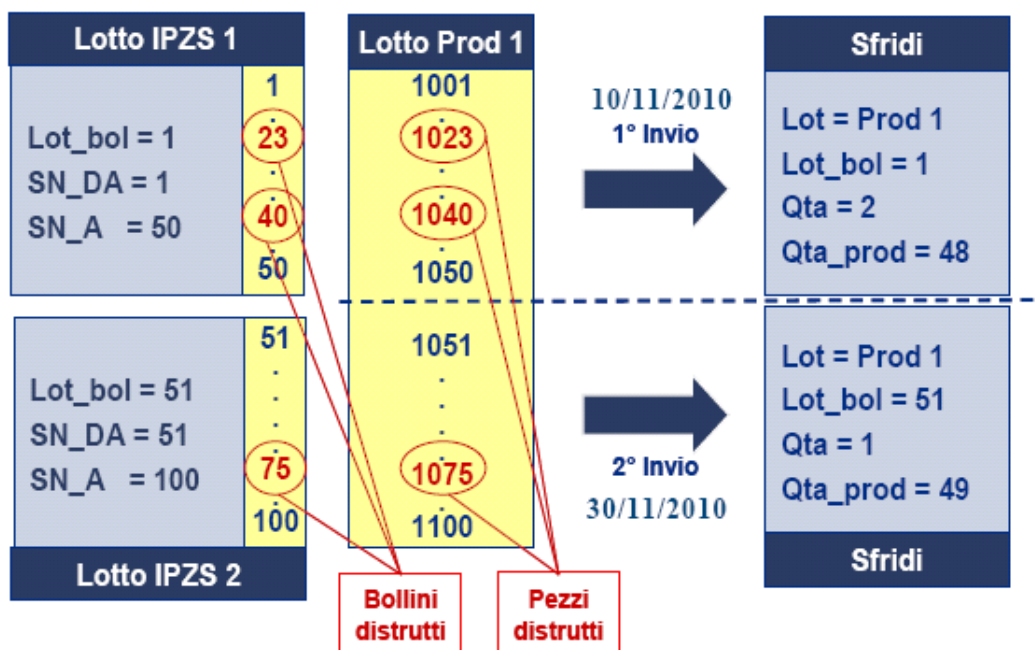 Lotto IPZS 1
Lot_bol = 1
SN_DA = 1
SN_A = 50
1
23
40
50
Lotto Prod 1
1001
1023
1040
1050
1051
1075
1100
10/11/2010
1° Invio
Sfridi
Lot = Prod 1
Lot_bol = 1
Qta = 2
Qta_prod = 48
Lot_bol = 51
SN_DA = 51
SN_A = 100
51
75
100
Lotto IPZS 2
2° Invio
30/11/2010
Lot = Prod 1
Lot_bol = 51
Qta = 1
Qta_prod = 49
Sfridi
Bollini
distrutti
Pezzi
distrutti